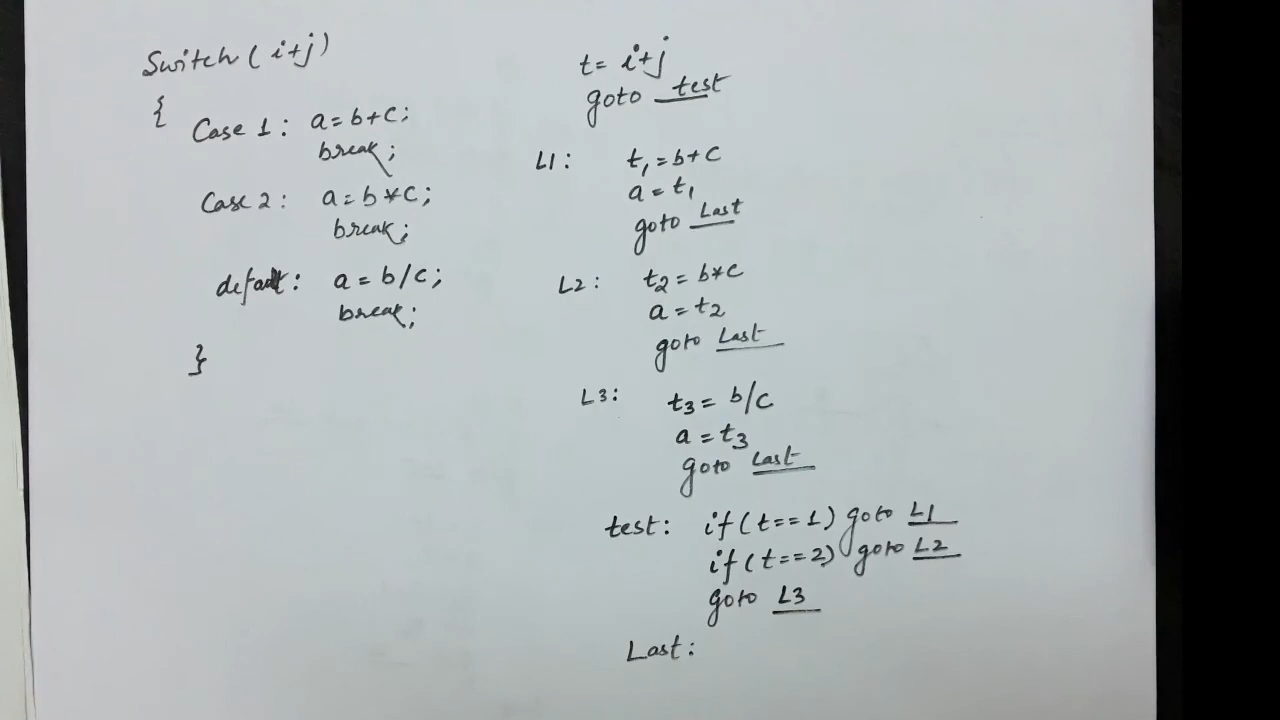 Switch ( i+j )
{
Case 1 : a = b + c ;
break ;
Case 2 : a = b * c ;
break ;
default : a = b / c ;
break ;
}
t = i+j
goto test
L1 : t₁ = b + c
a = t₁
goto Last
L2 : t₂ = b * c
a = t₂
goto Last
L3 : t₃ = b / c
a = t₃
goto Last
test : if ( t == 1 ) goto L1
if ( t == 2 ) goto L2
goto L3
Last :